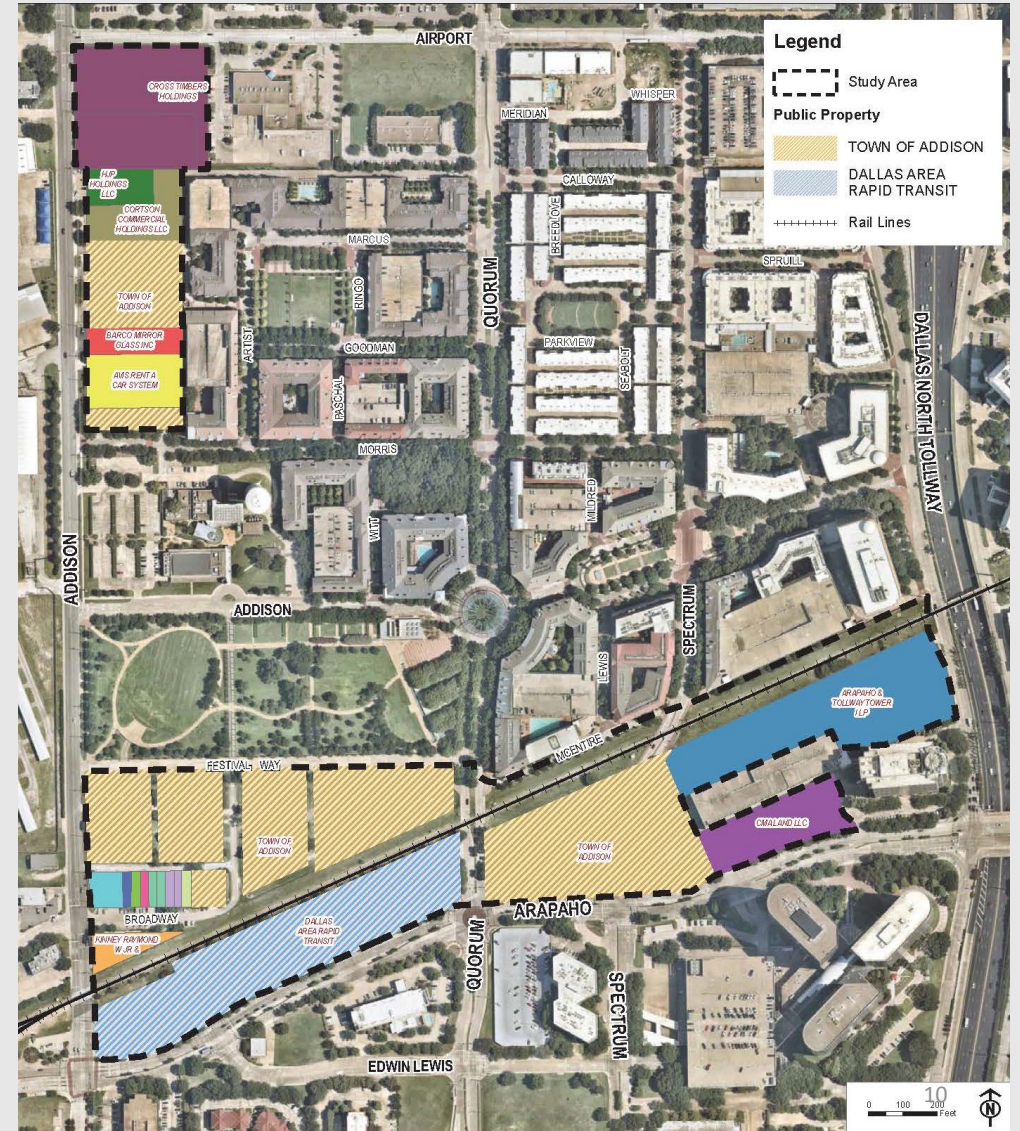 AIRPORT
Legend
Study Area
Public Property
TOWN OF ADDISON
DALLAS AREA
RAPID TRANSIT
Rail Lines
CROSS TIMBERS
HOLDINGS
WHISPER
MERIDIAN
HJP
HOLDINGS
LLC
CALLOWAY
CORTSON
COMMERCIAL
HOLDINGS LLC
BREEDLOVE
MARCUS
SPRUILL
QUORUM
RINGO
TOWN OF
ADDISON
BARCO MIRROR
GLASS INC
ARTIST
GOODMAN
PARKVIEW
SEABOLT
DALLAS NORTH TOLLWAY
AVIS RENT A
CAR SYSTEM
PASCHAL
MORRIS
MILDRED
WITT
ADDISON
ADDISON
SPECTRUM
LEWIS
ARAPAHO &
TOLLWAY TOWER
I LP
MCENTIRE
FESTIVAL WAY
CMA LAND LLC
TOWN OF
ADDISON
TOWN OF
ADDISON
BROADWAY
ARAPAHO
DALLAS
AREA RAPID
TRANSIT
KINNEY RAYMOND
W JR &
QUORUM
SPECTRUM
EDWIN LEWIS
10
0 100 200
Feet
N